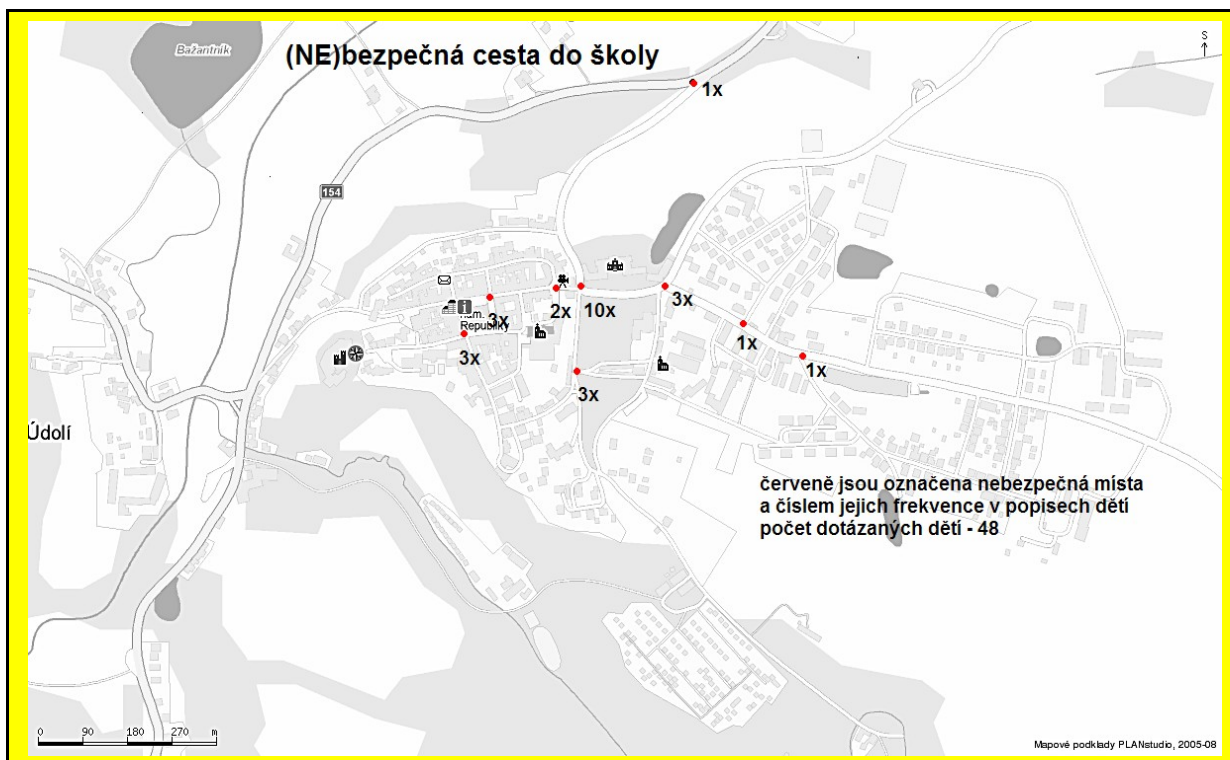 Bažantník
(NE)bezpečná cesta do školy
S
1x
154
3x
2x
10x
3x
nám.
Republiky
3x
1x
1x
3x
Údolí
červeně jsou označena nebezpečná místa
a číslem jejich frekvence v popisech dětí
počet dotázaných dětí - 48
0 90 180 270 m
Mapové podklady PLANstudio, 2005-08